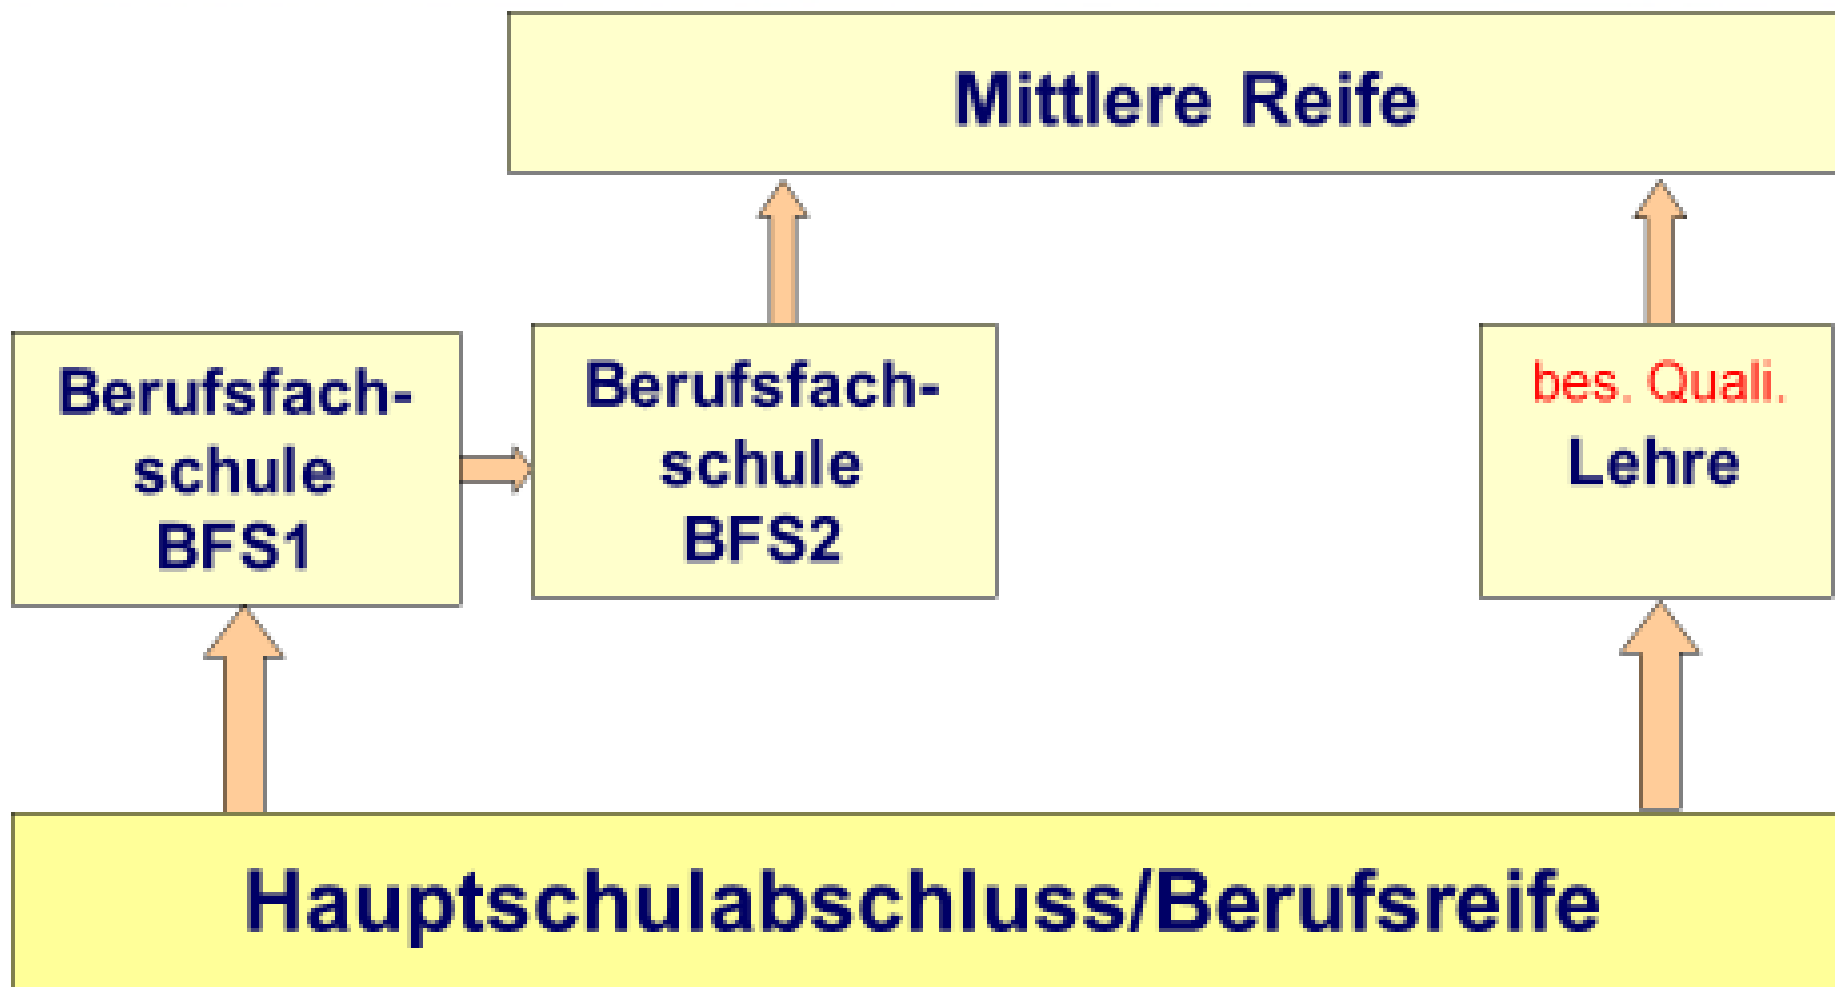 Mittlere Reife
Berufsfach-
schule
BFS1
Berufsfach-
schule
BFS2
bes. Quali.
Lehre
Hauptschulabschluss/Berufsreife